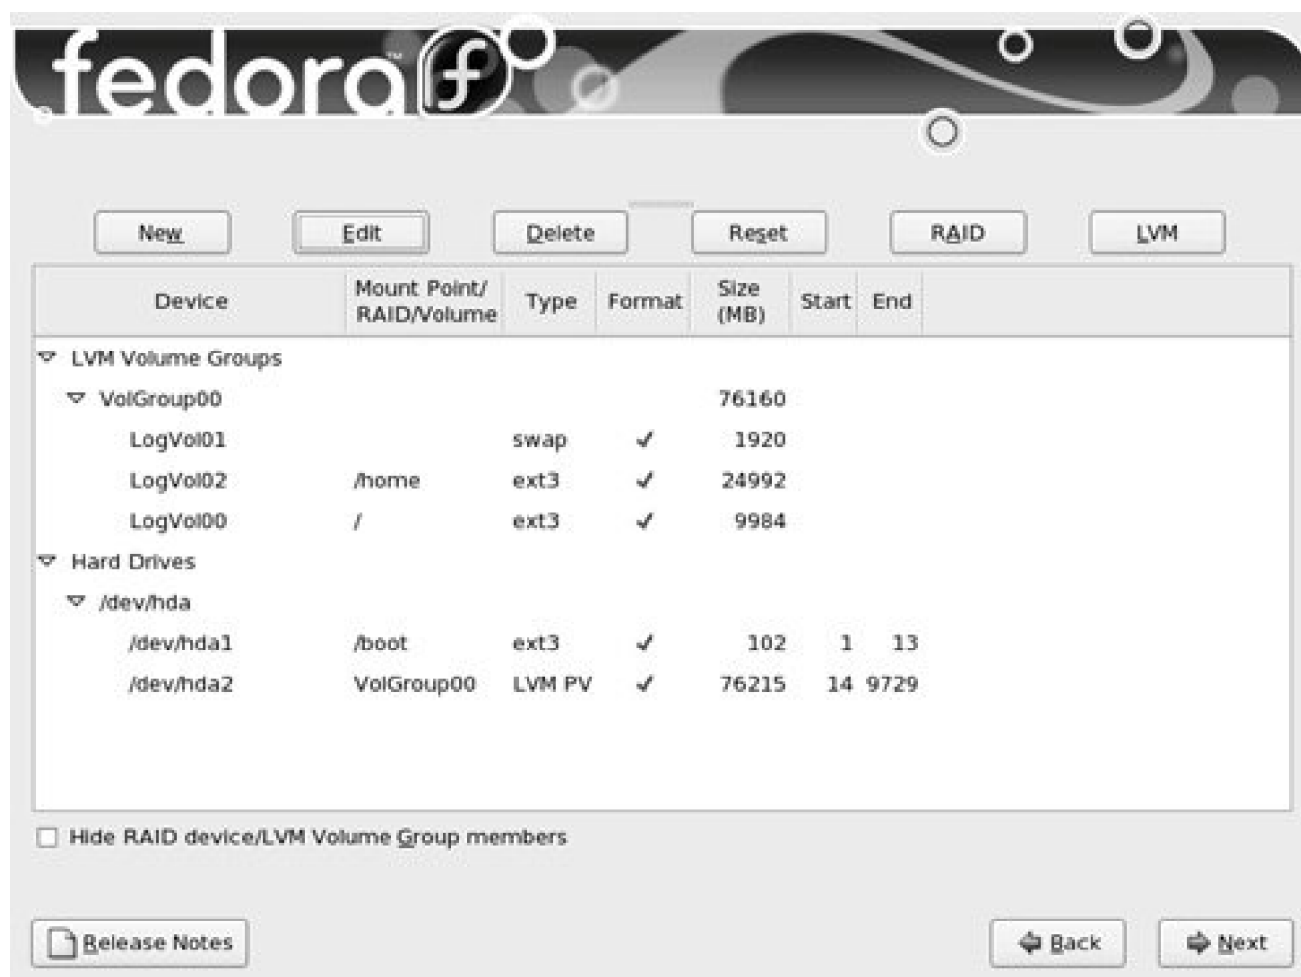 fedora f ™
New Edit Delete Reset RAID LVM
Device Mount Point/ RAID/Volume Type Format Size (MB) Start End
LVM Volume Groups
VolGroup00 76160
LogVol01 swap ✓ 1920
LogVol02 /home ext3 ✓ 24992
LogVol00 / ext3 ✓ 9984
Hard Drives
/dev/hda
/dev/hda1 /boot ext3 ✓ 102 1 13
/dev/hda2 VolGroup00 LVM PV ✓ 76215 14 9729
Hide RAID device/LVM Volume Group members
Release Notes Back Next